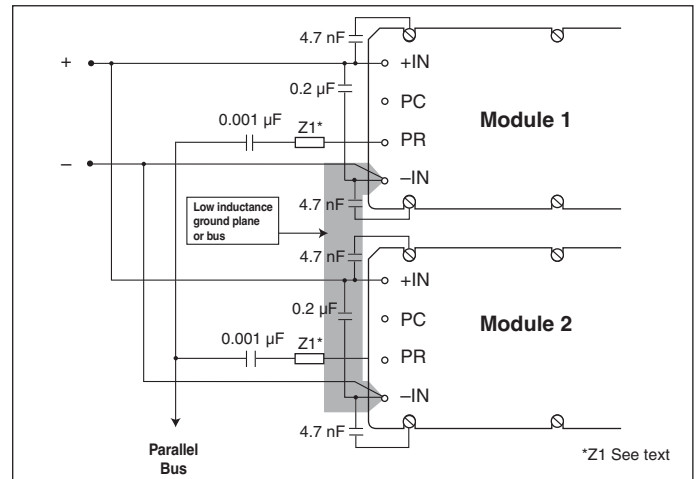 4.7 nF
+
+IN
0.2 µF
PC
Module 1
0.001 µF
Z1*
PR
–
–IN
4.7 nF
Low inductance
ground plane
or bus
4.7 nF
+IN
0.2 µF
PC
Module 2
0.001 µF
Z1*
PR
–IN
4.7 nF
Parallel
Bus
*Z1 See text